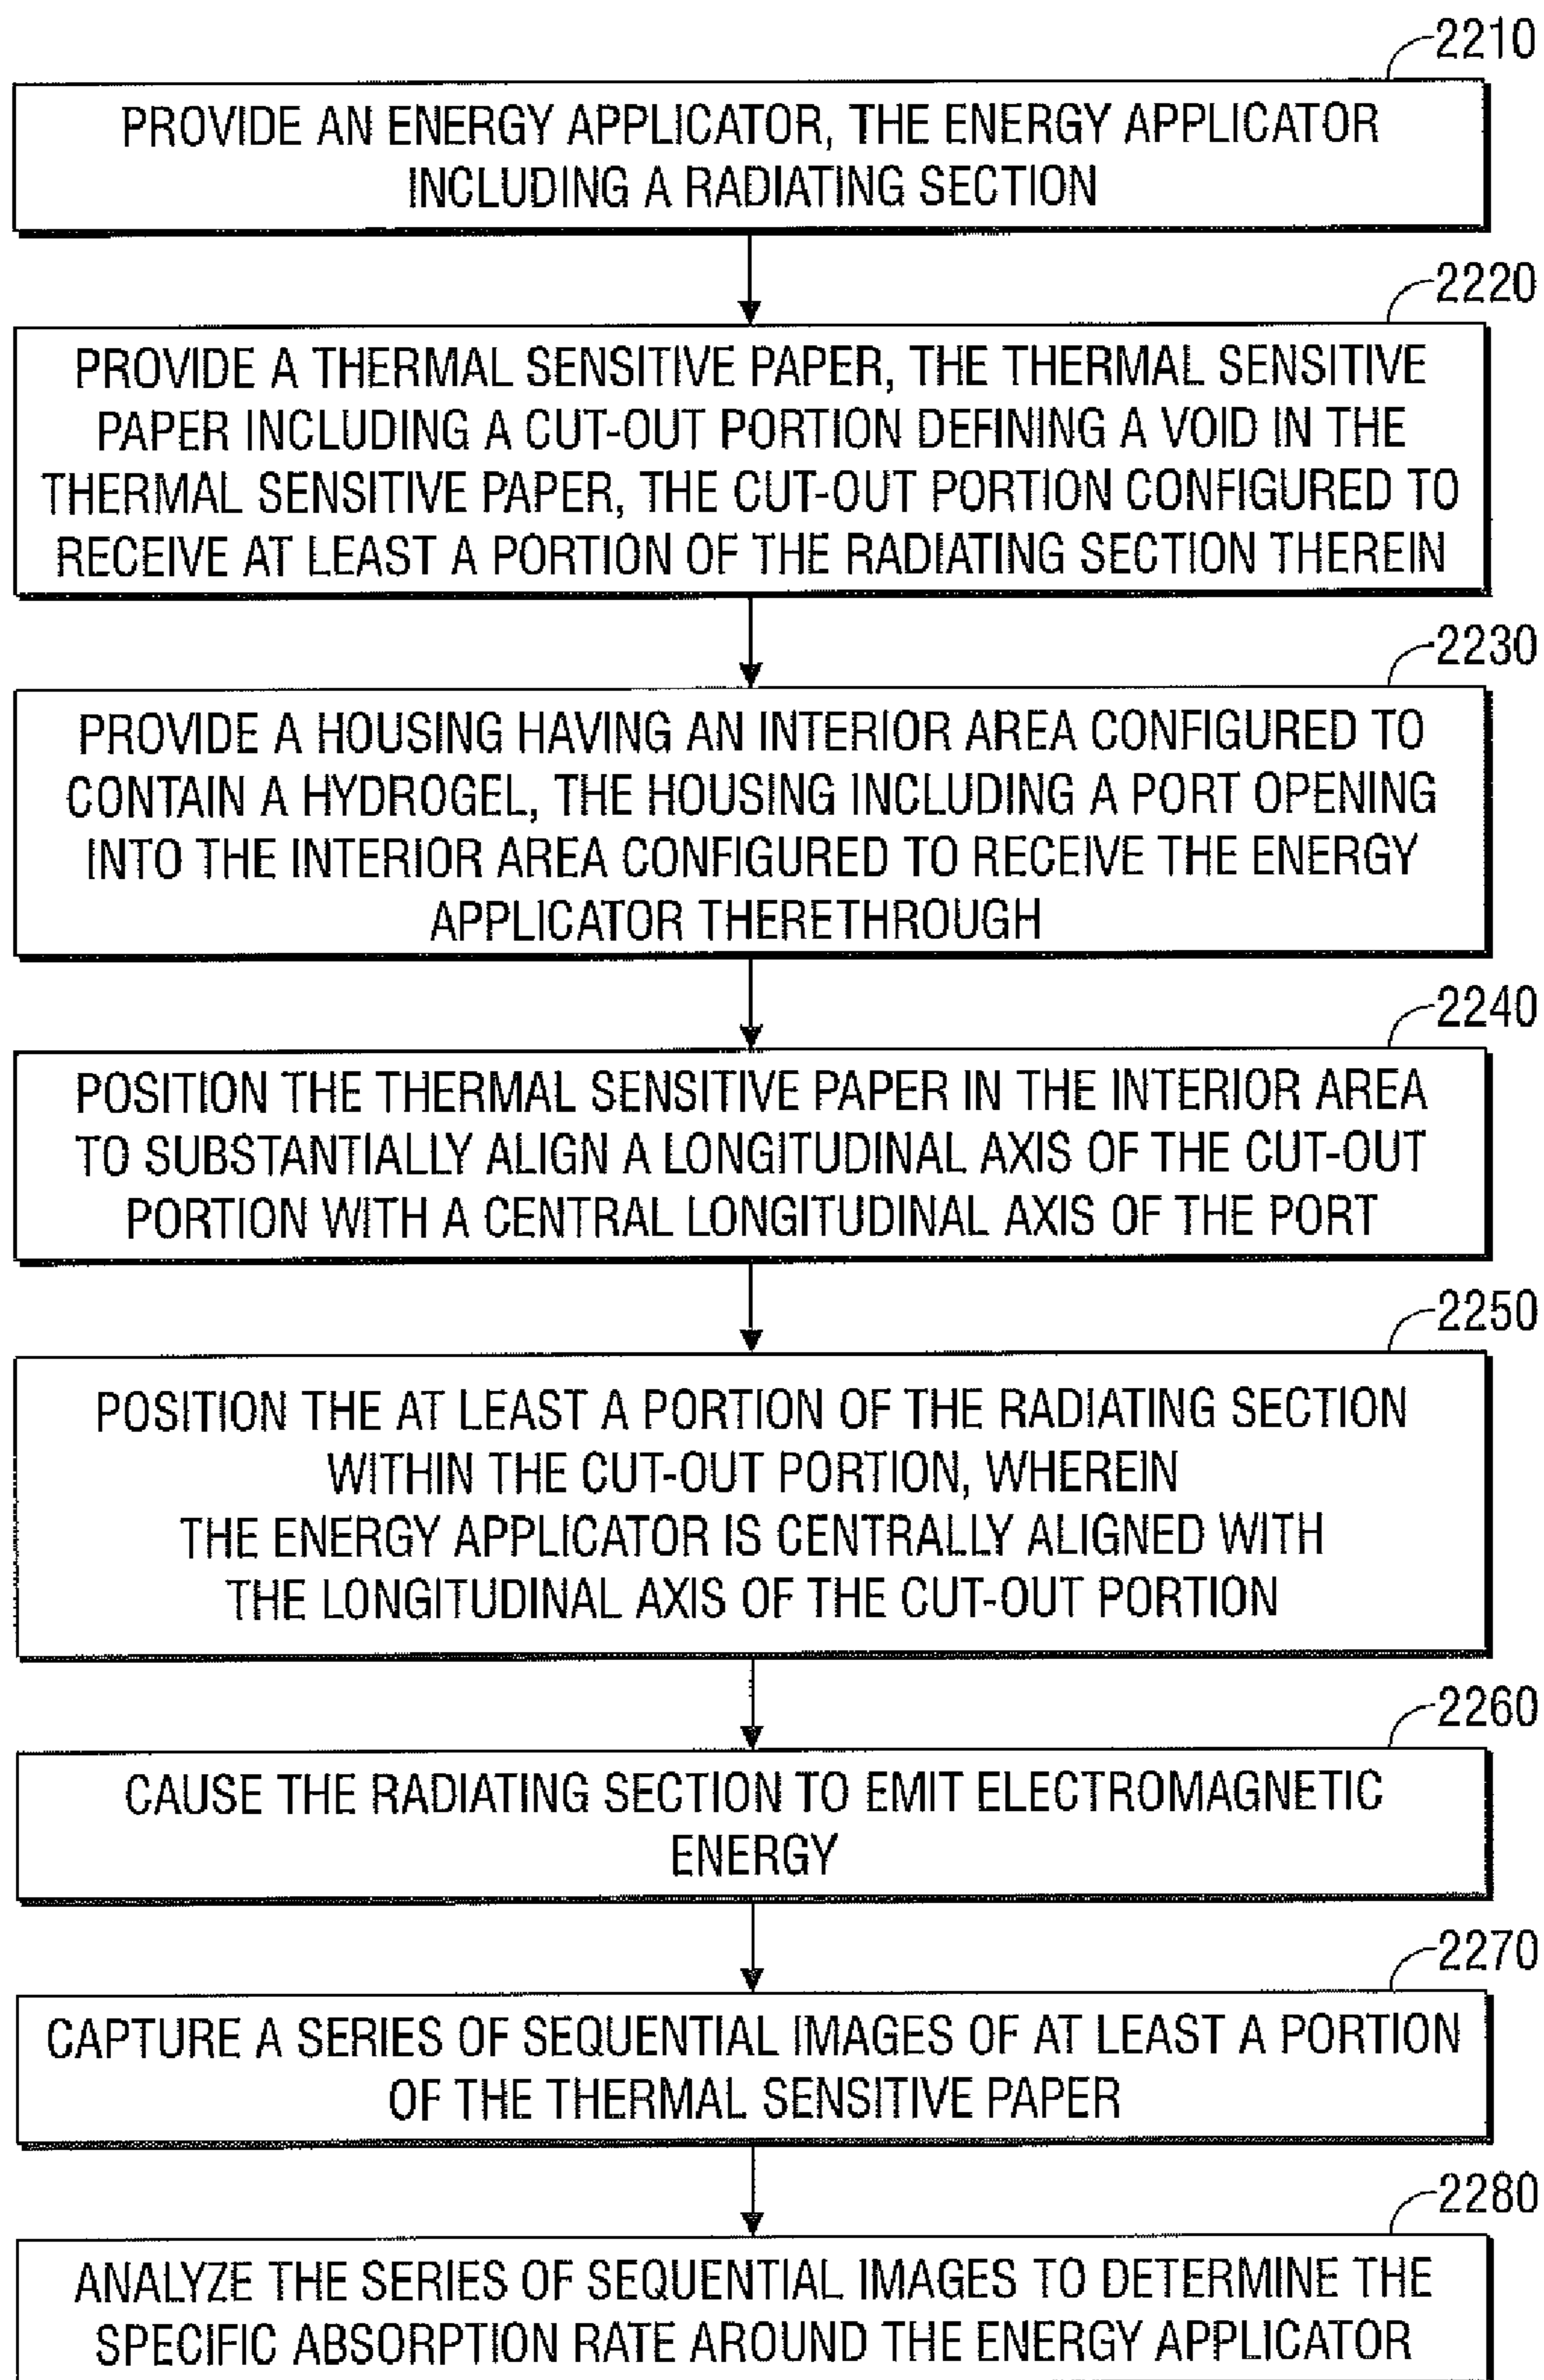 2210
PROVIDE AN ENERGY APPLICATOR, THE ENERGY APPLICATOR
INCLUDING A RADIATING SECTION
2220
PROVIDE A THERMAL SENSITIVE PAPER, THE THERMAL SENSITIVE
PAPER INCLUDING A CUT-OUT PORTION DEFINING A VOID IN THE
THERMAL SENSITIVE PAPER, THE CUT-OUT PORTION CONFIGURED TO
RECEIVE AT LEAST A PORTION OF THE RADIATING SECTION THEREIN
2230
PROVIDE A HOUSING HAVING AN INTERIOR AREA CONFIGURED TO
CONTAIN A HYDROGEL, THE HOUSING INCLUDING A PORT OPENING
INTO THE INTERIOR AREA CONFIGURED TO RECEIVE THE ENERGY
APPLICATOR THERETHROUGH
2240
POSITION THE THERMAL SENSITIVE PAPER IN THE INTERIOR AREA
TO SUBSTANTIALLY ALIGN A LONGITUDINAL AXIS OF THE CUT-OUT
PORTION WITH A CENTRAL LONGITUDINAL AXIS OF THE PORT
2250
POSITION THE AT LEAST A PORTION OF THE RADIATING SECTION
WITHIN THE CUT-OUT PORTION, WHEREIN
THE ENERGY APPLICATOR IS CENTRALLY ALIGNED WITH
THE LONGITUDINAL AXIS OF THE CUT-OUT PORTION
2260
CAUSE THE RADIATING SECTION TO EMIT ELECTROMAGNETIC
ENERGY
2270
CAPTURE A SERIES OF SEQUENTIAL IMAGES OF AT LEAST A PORTION
OF THE THERMAL SENSITIVE PAPER
2280
ANALYZE THE SERIES OF SEQUENTIAL IMAGES TO DETERMINE THE
SPECIFIC ABSORPTION RATE AROUND THE ENERGY APPLICATOR